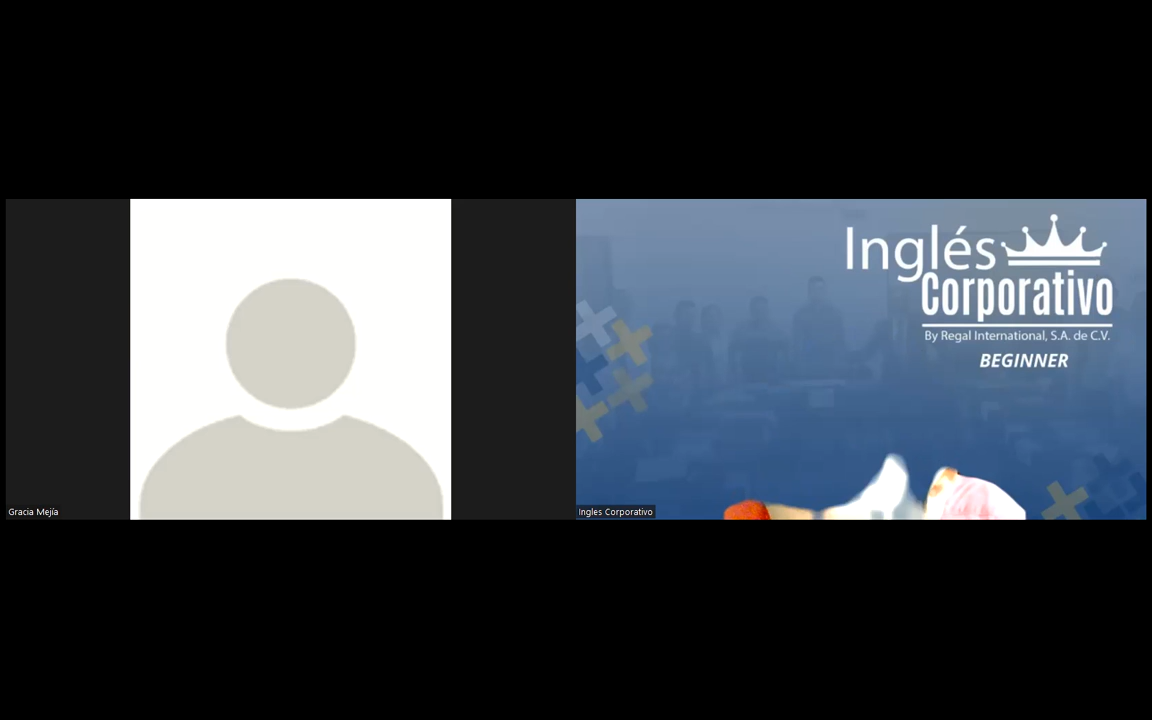 Inglés
Corporativo
By Regal International, S.A. de C.V.
BEGINNER
Gracia Mejía
Ingles Corporativo